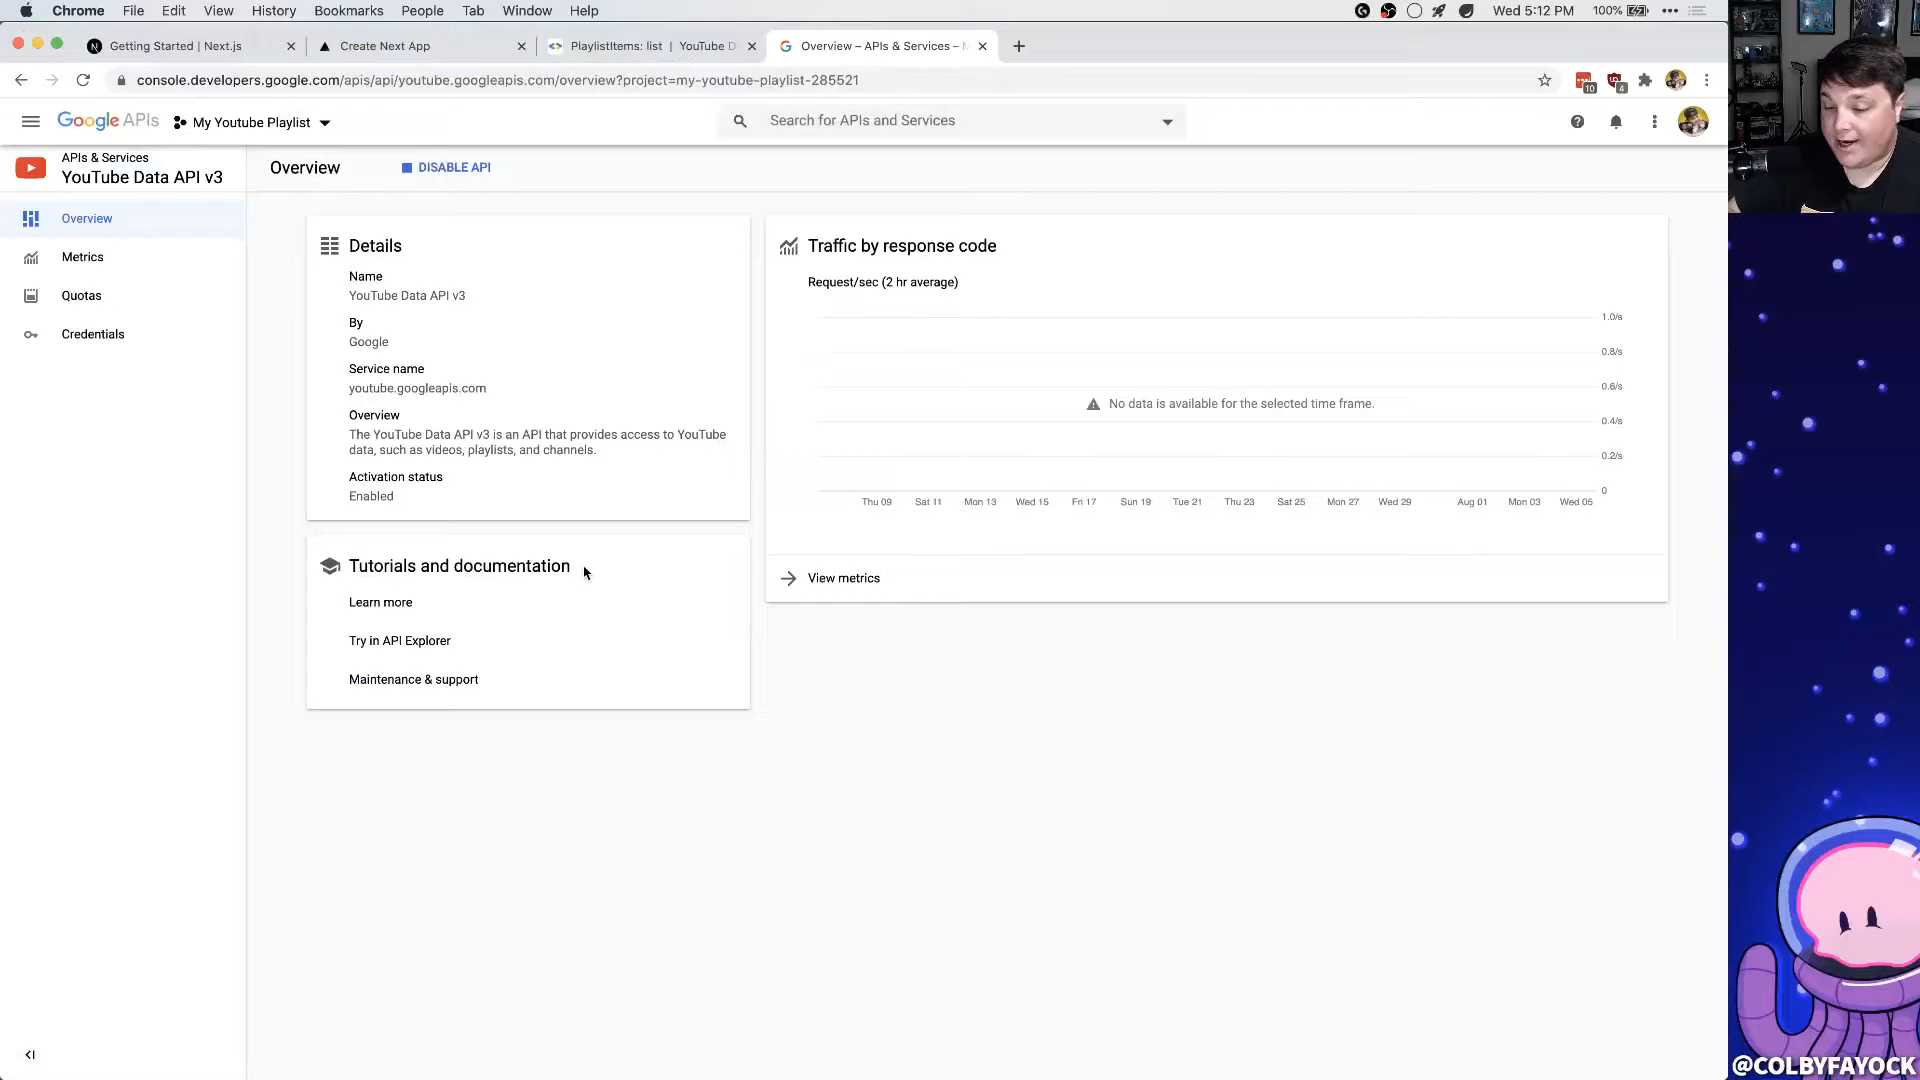 Chrome File Edit View History Bookmarks People Tab Window Help Wed 5:12 PM 100%
Getting Started | Next.js Create Next App PlaylistItems: list | YouTube D Overview – APIs & Services –
console.developers.google.com/apis/api/youtube.googleapis.com/overview?project=my-youtube-playlist-285521 10 4
Google APIs My Youtube Playlist Search for APIs and Services
APIs & Services
YouTube Data API v3
Overview DISABLE API
Overview
Metrics
Quotas
Credentials
Details
Name
YouTube Data API v3
By
Google
Service name
youtube.googleapis.com
Overview
The YouTube Data API v3 is an API that provides access to YouTube
data, such as videos, playlists, and channels.
Activation status
Enabled
Tutorials and documentation
Learn more
Try in API Explorer
Maintenance & support
Traffic by response code
Request/sec (2 hr average)
1.0/s
0.8/s
0.6/s
No data is available for the selected time frame.
0.4/s
0.2/s
0
Thu 09 Sat 11 Mon 13 Wed 15 Fri 17 Sun 19 Tue 21 Thu 23 Sat 25 Mon 27 Wed 29 Aug 01 Mon 03 Wed 05
View metrics
@COLBYFAYOCK